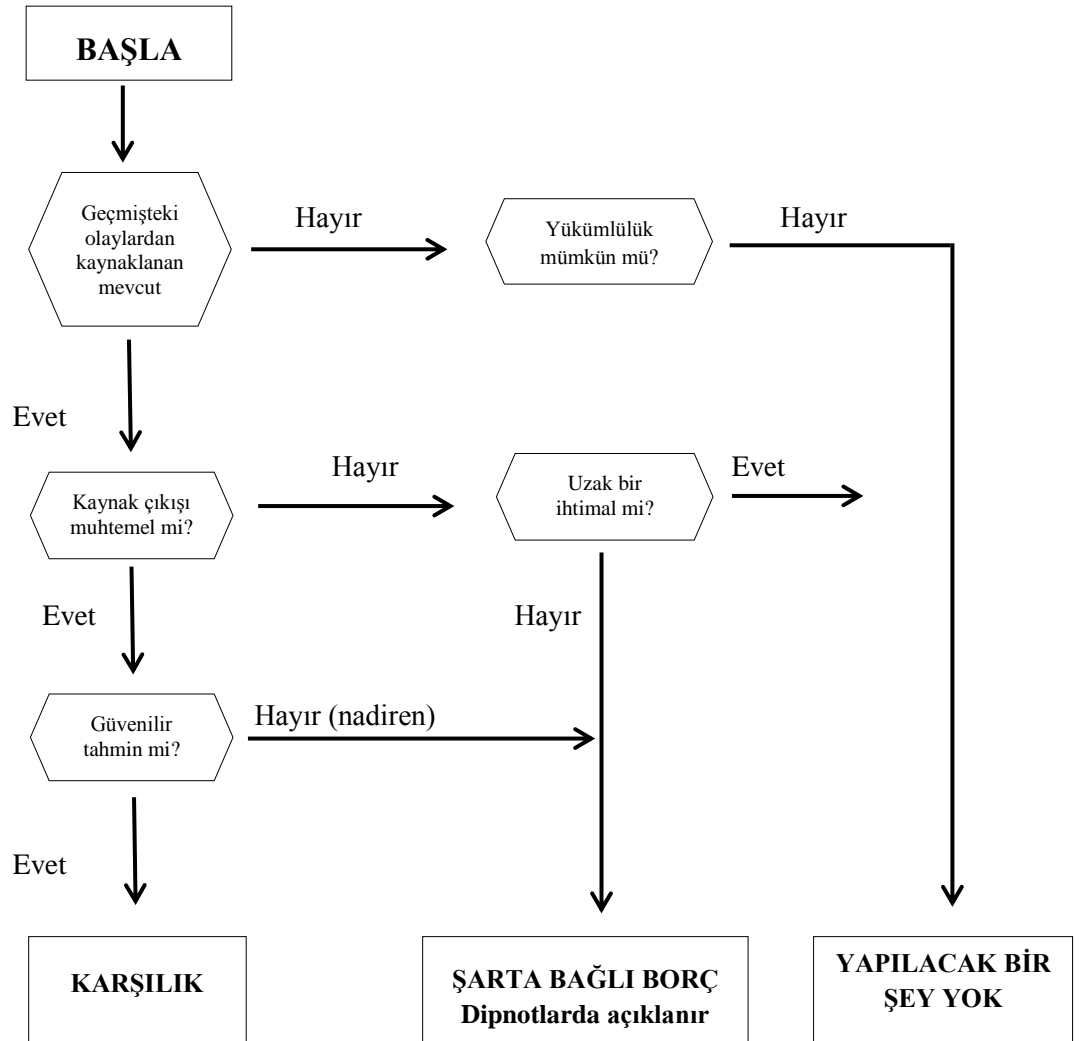 BAŞLA
Geçmişteki
olaylardan
kaynaklanan
mevcut
Hayır
Yükümlülük
mümkün mü?
Hayır
Evet
Kaynak çıkışı
muhtemel mi?
Hayır
Uzak bir
ihtimal mi?
Evet
Evet
Hayır
Güvenilir
tahmin mi?
Hayır (nadiren)
Evet
KARŞILIK
ŞARTA BAĞLI BORÇ
Dipnotlarda açıklanır
YAPILACAK BİR
ŞEY YOK